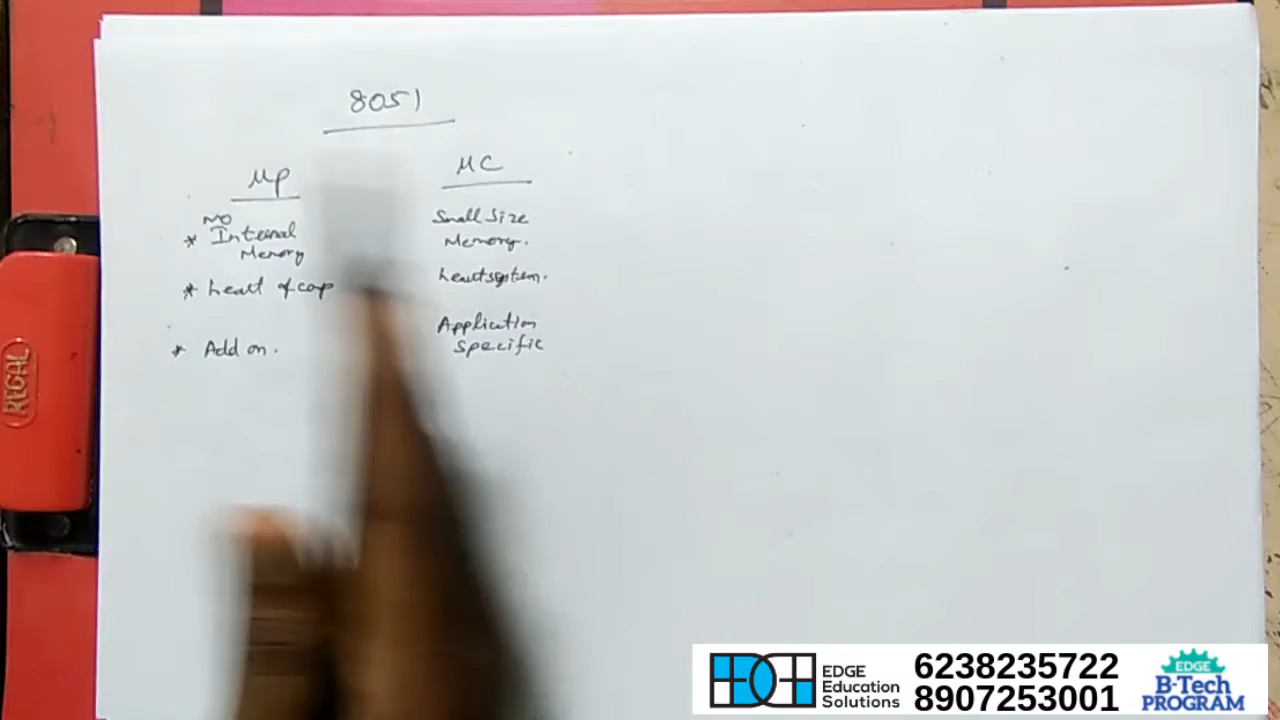 8051
µP
NO
* Internal
Memory
* heart of comp
* Add on.
µC
Small Size
Memory.
heart system.
Application
Specific
REGAL
EDGE
Education
Solutions
6238235722
8907253001
EDGE
B-Tech
PROGRAM